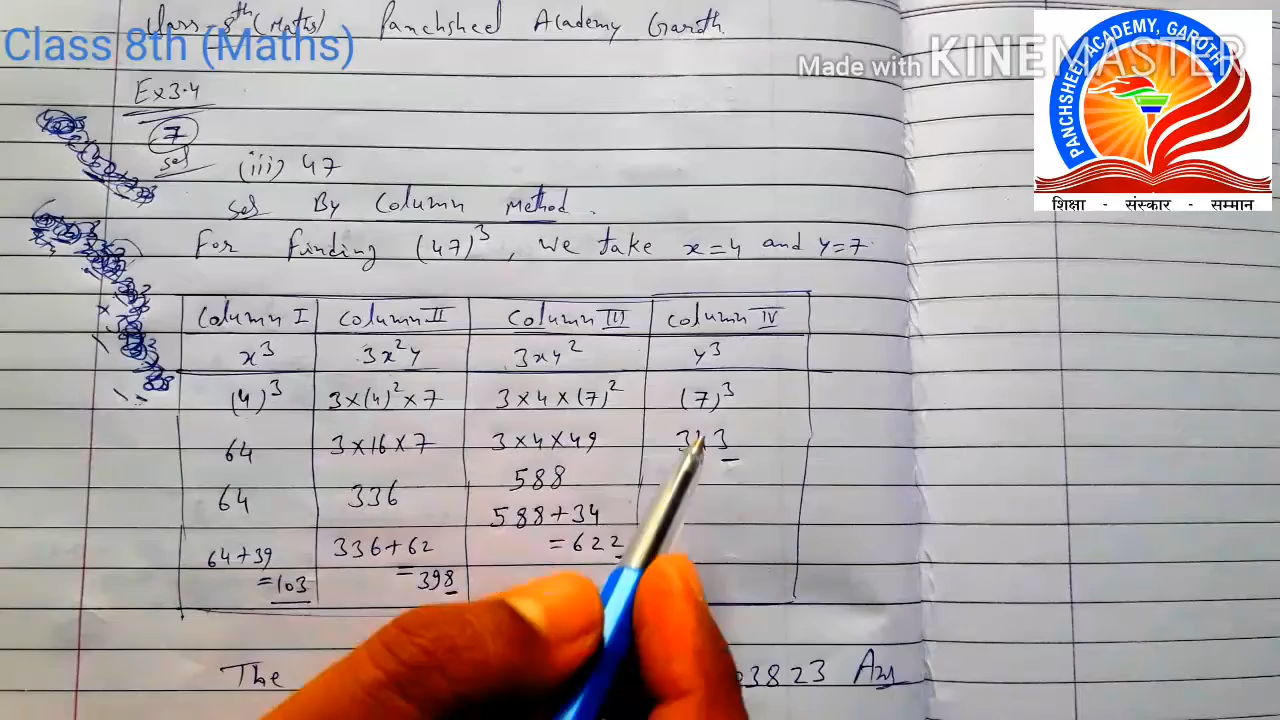 Class 8th (Maths) Panchsheel Academy Garoth
Class 8th (Maths)
Made with KINEMASTER
PANCHSHEEL ACADEMY, GAROTH
शिक्षा - संस्कार - सम्मान
Ex 3.4
7
Sol (iii) 47
Sol By Column Method.
For Finding (47)³, We take x=4 and y=7.
Column I Column II Column III Column IV
x³ 3x²y 3xy² y³
(4)³ 3×(4)²×7 3×4×(7)² (7)³
64 3×16×7 3×4×49 343
64 336 588
588+34
64+39 336+62 =622
=103 =398
The 03823 Ans